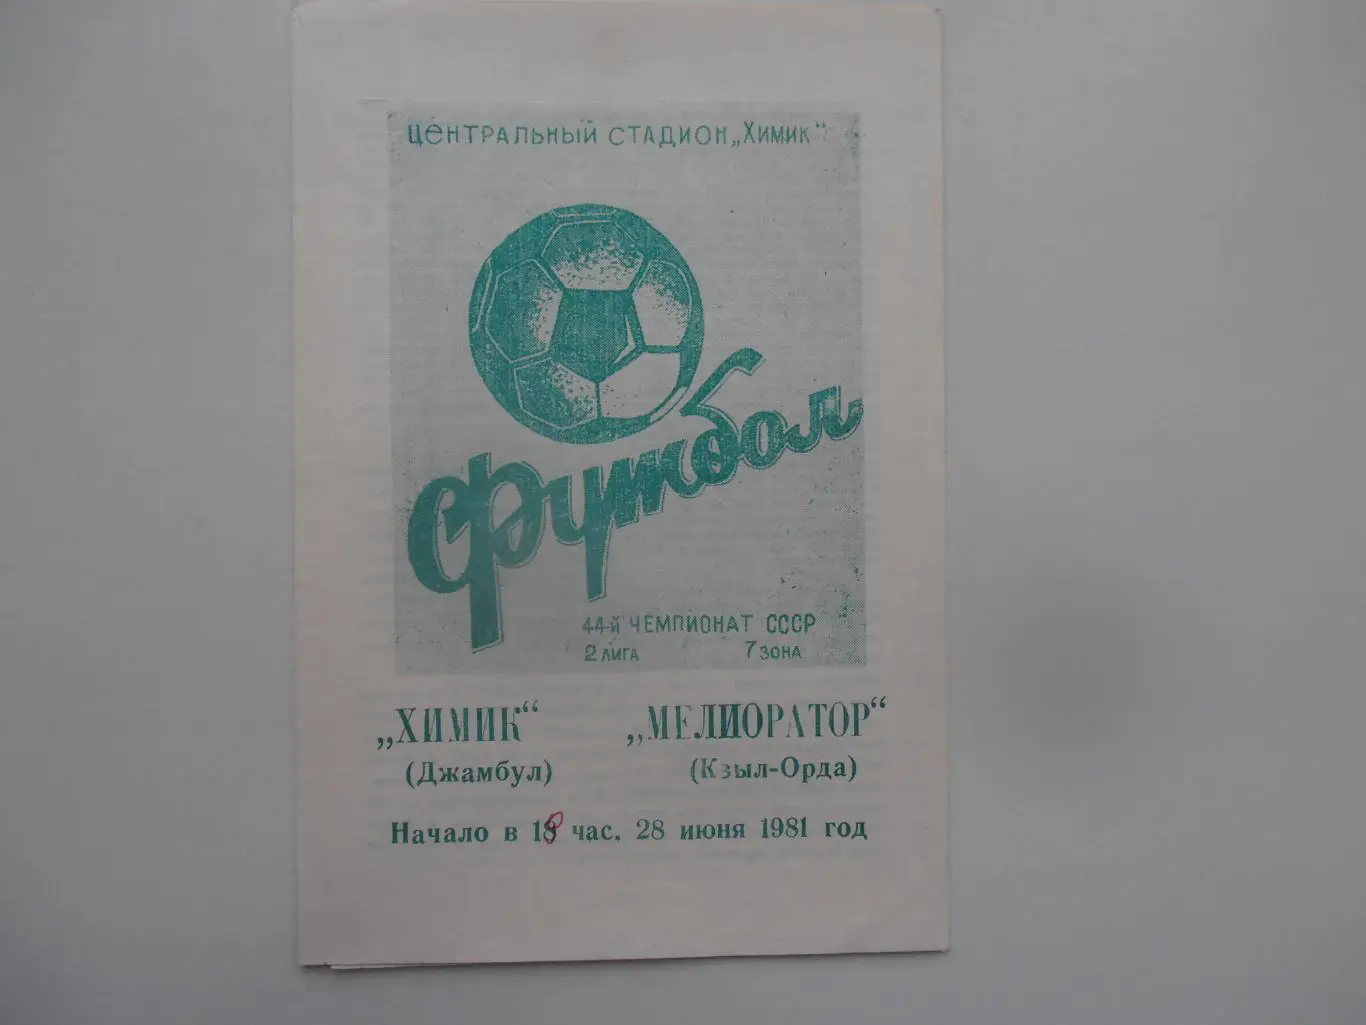 ЦЕНТРАЛЬНЫЙ СТАДИОН „ХИМИК“
Футбол
44-й ЧЕМПИОНАТ СССР
2 ЛИГА 7 ЗОНА
„ХИМИК“ „МЕЛИОРАТОР“
(Джамбул) (Кзыл-Орда)
Начало в 18 час. 28 июня 1981 год